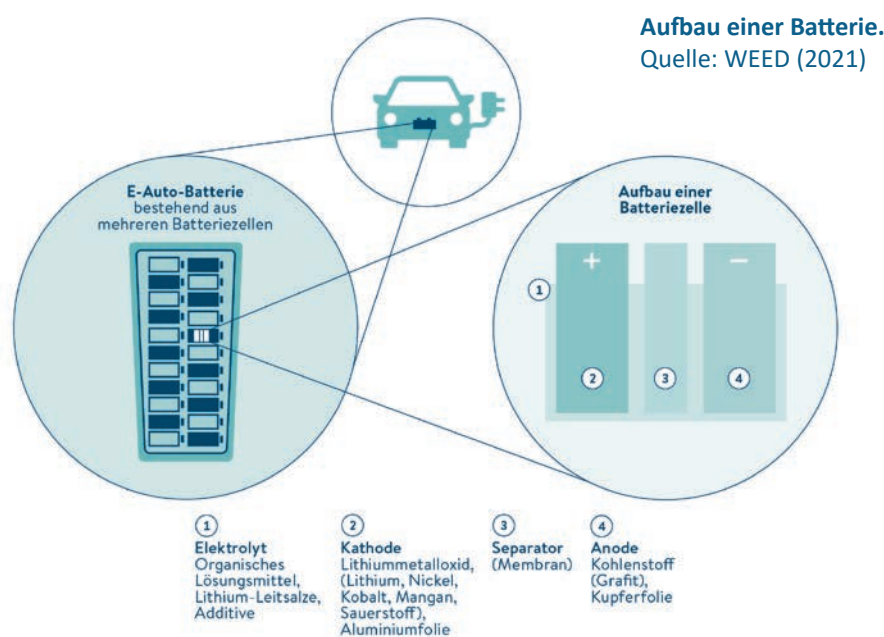 Aufbau einer Batterie.
Quelle: WEED (2021)
E-Auto-Batterie
bestehend aus
mehreren Batteriezellen
Aufbau einer
Batteriezelle
+
−
1
2
3
4
1
Elektrolyt
Organisches
Lösungsmittel,
Lithium-Leitsalze,
Additive
2
Kathode
Lithiummetalloxid,
(Lithium, Nickel,
Kobalt, Mangan,
Sauerstoff),
Aluminiumfolie
3
Separator
(Membran)
4
Anode
Kohlenstoff
(Grafit),
Kupferfolie